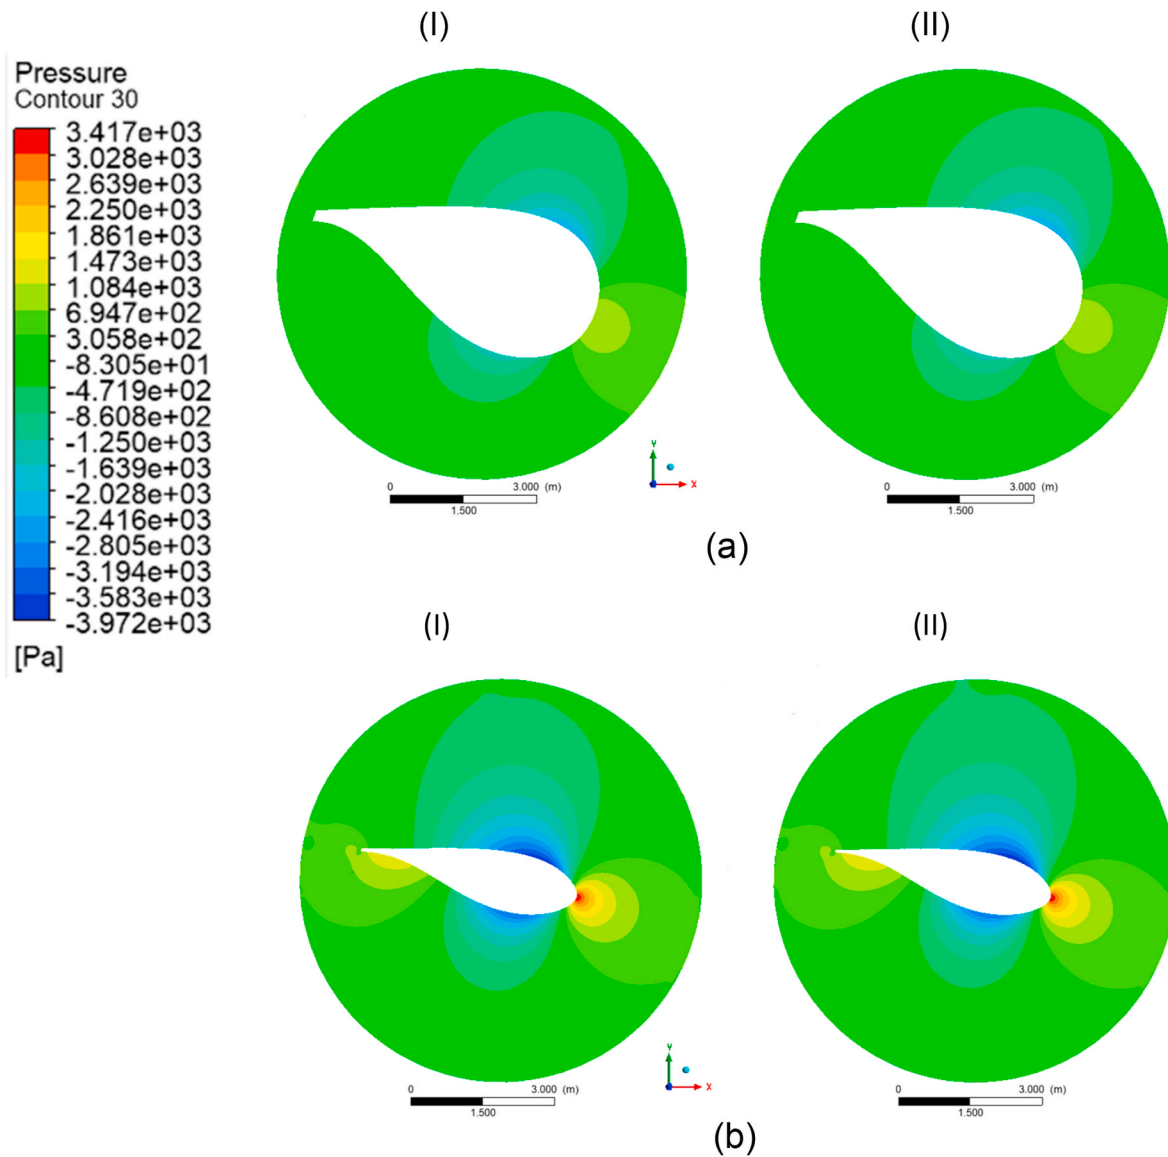 (I)
(II)
Pressure
Contour 30
3.417e+03
3.028e+03
2.639e+03
2.250e+03
1.861e+03
1.473e+03
1.084e+03
6.947e+02
3.058e+02
-8.305e+01
-4.719e+02
-8.608e+02
-1.250e+03
-1.639e+03
-2.028e+03
-2.416e+03
-2.805e+03
-3.194e+03
-3.583e+03
-3.972e+03
[Pa]
Y
X
0 3.000 (m)
1.500
0 3.000 (m)
1.500
(a)
(I)
(II)
Y
X
0 3.000 (m)
1.500
0 3.000 (m)
1.500
(b)